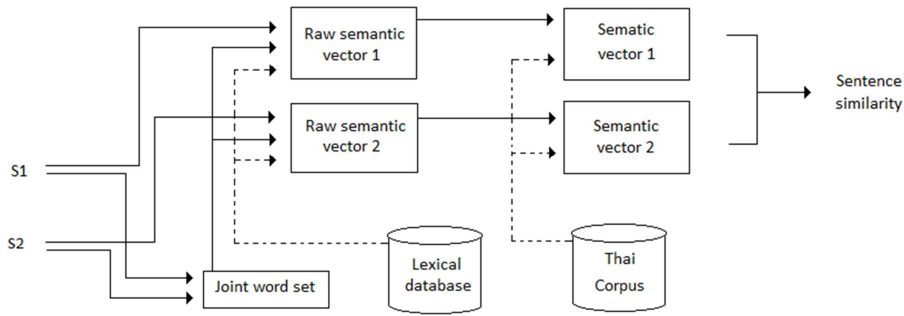 Raw semantic
vector 1
Sematic
vector 1
Sentence
similarity
Raw semantic
vector 2
Semantic
vector 2
S1
S2
Joint word set
Lexical
database
Thai
Corpus